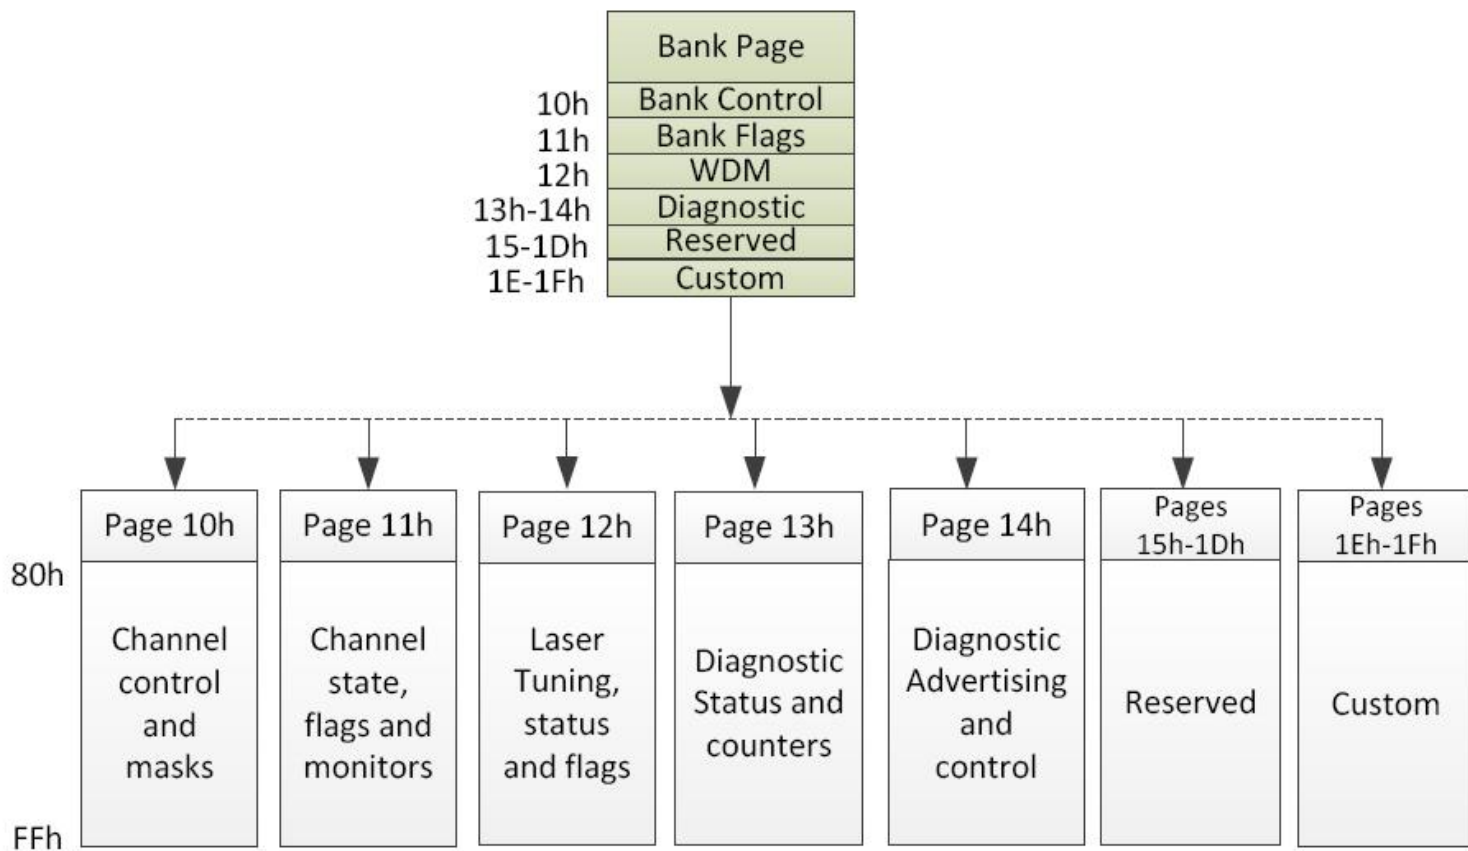 Bank Page
10h Bank Control
11h Bank Flags
12h WDM
13h-14h Diagnostic
15-1Dh Reserved
1E-1Fh Custom
Page 10h
Page 11h
Page 12h
Page 13h
Page 14h
Pages
15h-1Dh
Pages
1Eh-1Fh
80h
Channel
control
and
masks
Channel
state,
flags and
monitors
Laser
Tuning,
status
and flags
Diagnostic
Status and
counters
Diagnostic
Advertising
and
control
Reserved
Custom
FFh